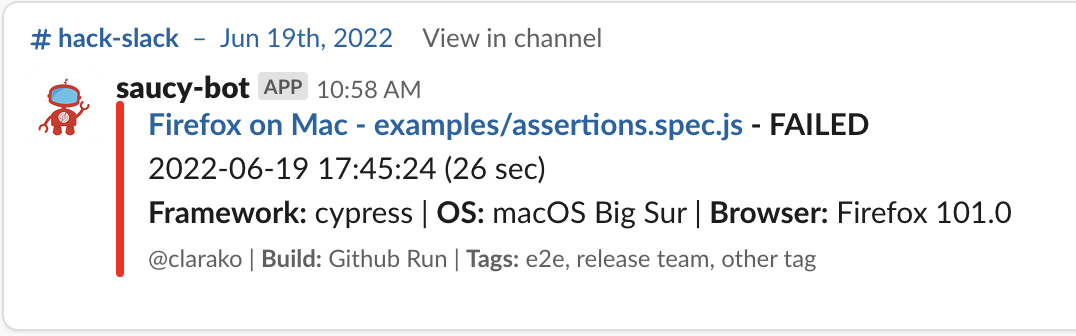 # hack-slack – Jun 19th, 2022 View in channel
saucy-bot APP 10:58 AM
Firefox on Mac - examples/assertions.spec.js - FAILED
2022-06-19 17:45:24 (26 sec)
Framework: cypress | OS: macOS Big Sur | Browser: Firefox 101.0
@clarako | Build: Github Run | Tags: e2e, release team, other tag